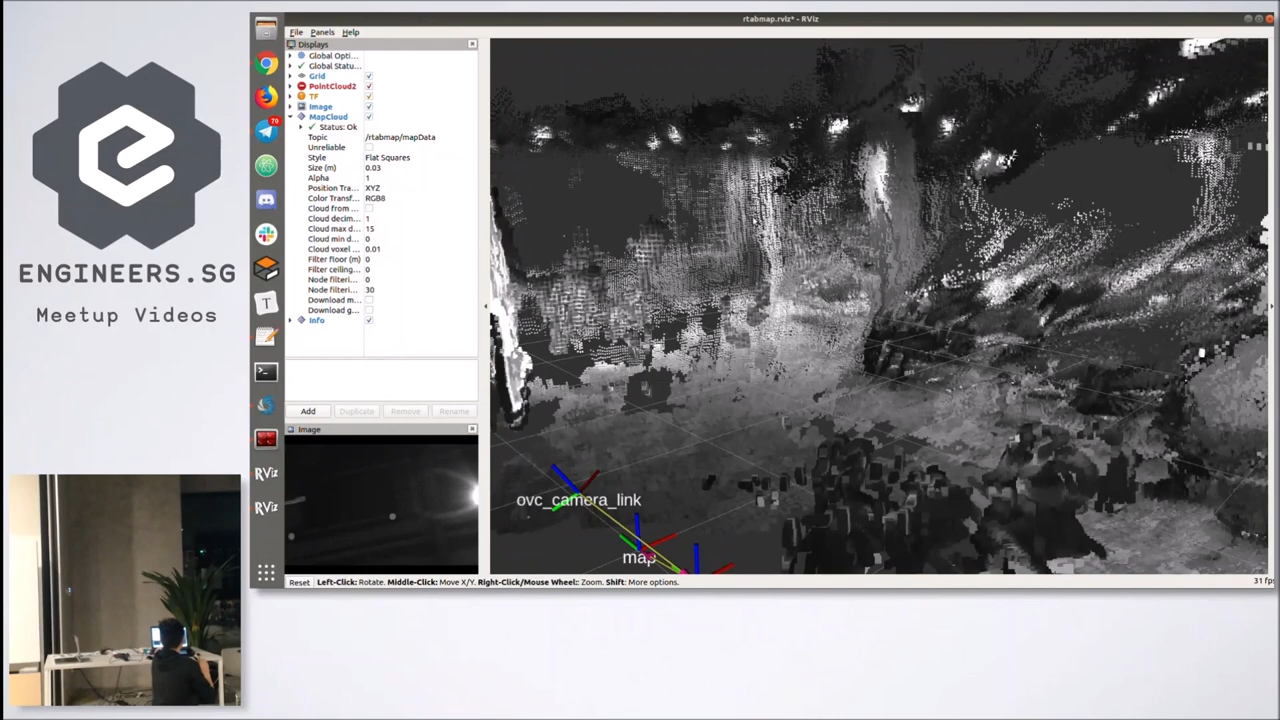 ENGINEERS.SG
Meetup Videos
rtabmap.rviz* - RViz
File Panels Help
Displays
Global Opti...
Global Statu...
Grid
PointCloud2
TF
Image
MapCloud
Status: Ok
Topic /rtabmap/mapData
Unreliable
Style Flat Squares
Size (m) 0.03
Alpha 1
Position Tra... XYZ
Color Transf... RGB8
Cloud from ...
Cloud decim... 1
Cloud max d... 15
Cloud min d... 0
Cloud voxel ... 0.01
Filter floor (m) 0
Filter ceiling... 0
Node filteri... 0
Node filteri... 30
Download m...
Download g...
Info
Add Duplicate Remove Rename
Image
70
T
RViz
RViz
ovc_camera_link
map
Reset Left-Click: Rotate. Middle-Click: Move X/Y. Right-Click/Mouse Wheel:: Zoom. Shift: More options.
31 fps